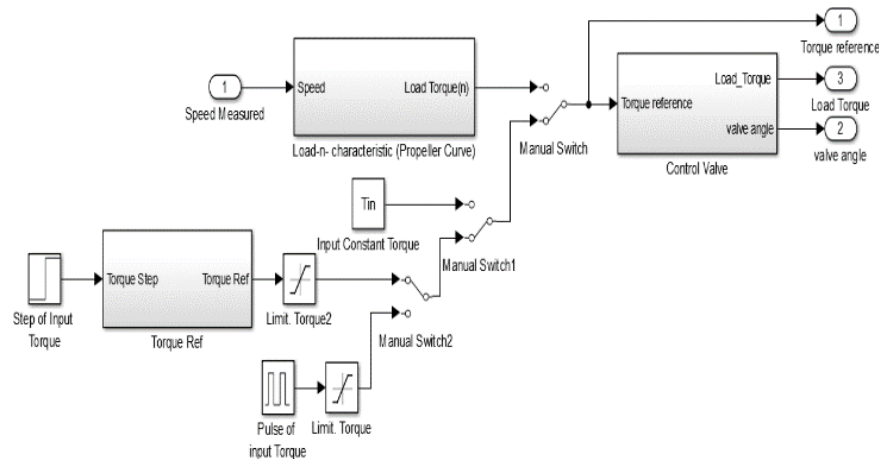 1
Torque reference
Speed
Load Torque(n)
Load_Torque
3
1
Torque reference
Load Torque
Speed Measured
valve angle
2
valve angle
Manual Switch
Load-n- characteristic (Propeller Curve)
Control Valve
Tin
Input Constant Torque
Manual Switch1
Torque Step
Torque Ref
Step of Input
Torque
Limit. Torque2
Torque Ref
Manual Switch2
Pulse of
input Torque
Limit. Torque